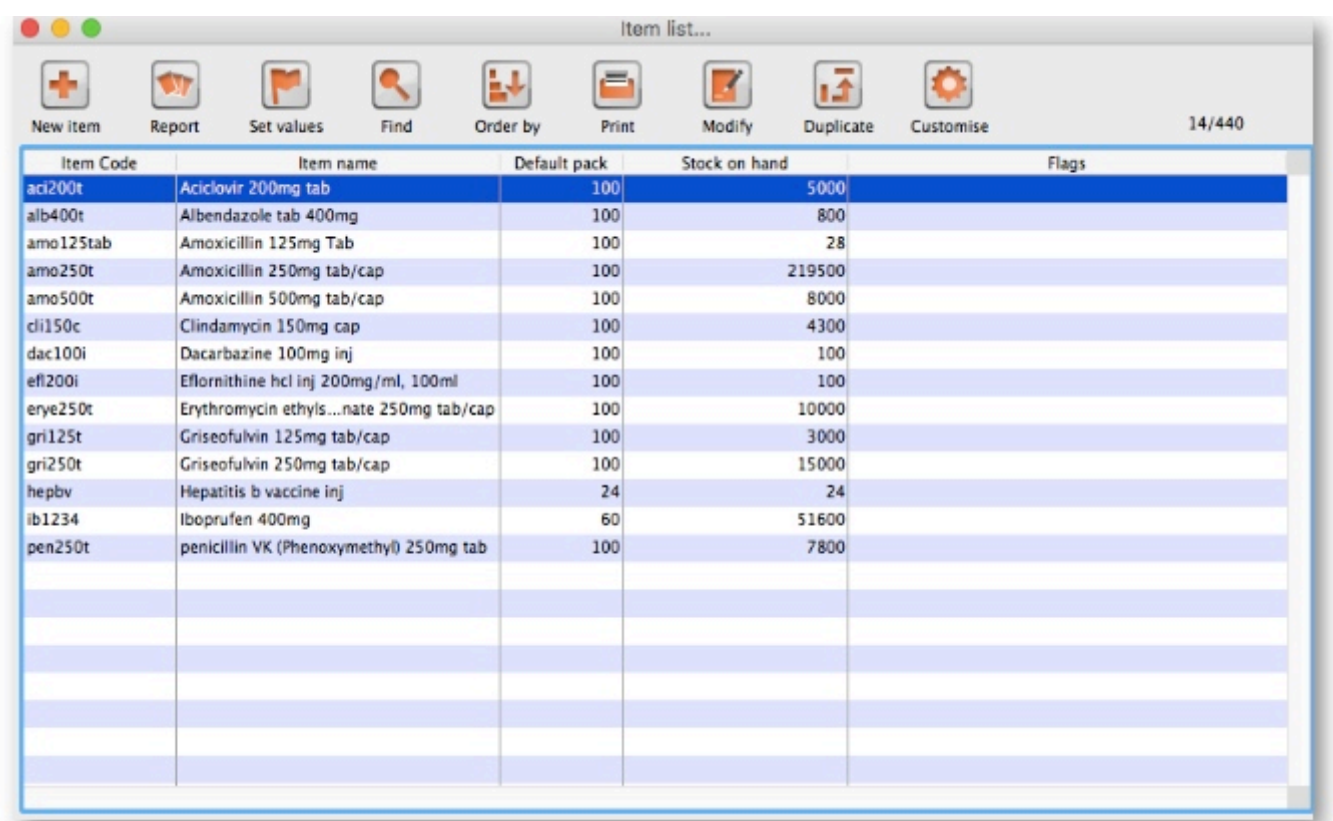 Item list...
New item Report Set values Find Order by Print Modify Duplicate Customise 14/440
Item Code Item name Default pack Stock on hand Flags
aci200t Aciclovir 200mg tab 100 5000
alb400t Albendazole tab 400mg 100 800
amo125tab Amoxicillin 125mg Tab 100 28
amo250t Amoxicillin 250mg tab/cap 100 219500
amo500t Amoxicillin 500mg tab/cap 100 8000
cli150c Clindamycin 150mg cap 100 4300
dac100i Dacarbazine 100mg inj 100 100
efl200i Eflornithine hcl inj 200mg/ml, 100ml 100 100
erye250t Erythromycin ethyls...nate 250mg tab/cap 100 10000
gri125t Griseofulvin 125mg tab/cap 100 3000
gri250t Griseofulvin 250mg tab/cap 100 15000
hepbv Hepatitis b vaccine inj 24 24
ib1234 Iboprufen 400mg 60 51600
pen250t penicillin VK (Phenoxymethyl) 250mg tab 100 7800